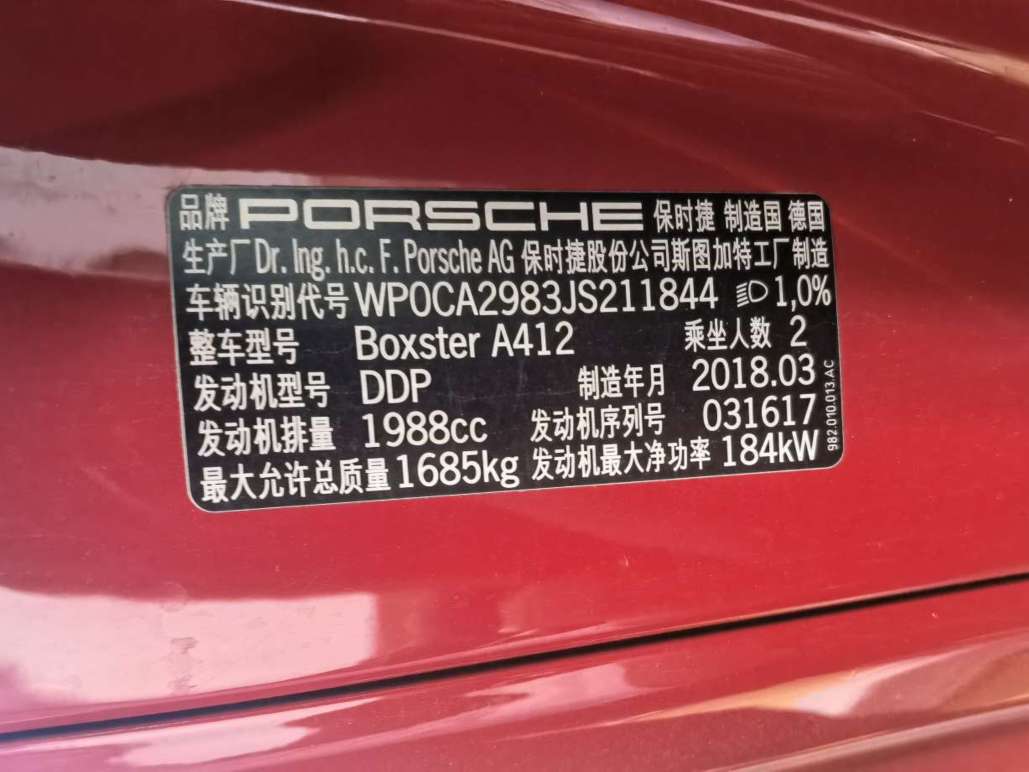 品牌 PORSCHE 保时捷 制造国 德国
生产厂 Dr. Ing. h.c. F. Porsche AG 保时捷股份公司斯图加特工厂制造
车辆识别代号 WP0CA2983JS211844 1,0%
整车型号 Boxster A412 乘坐人数 2
发动机型号 DDP 制造年月 2018.03
发动机排量 1988cc 发动机序列号 031617
最大允许总质量 1685kg 发动机最大净功率 184kW
982.010.013.AC